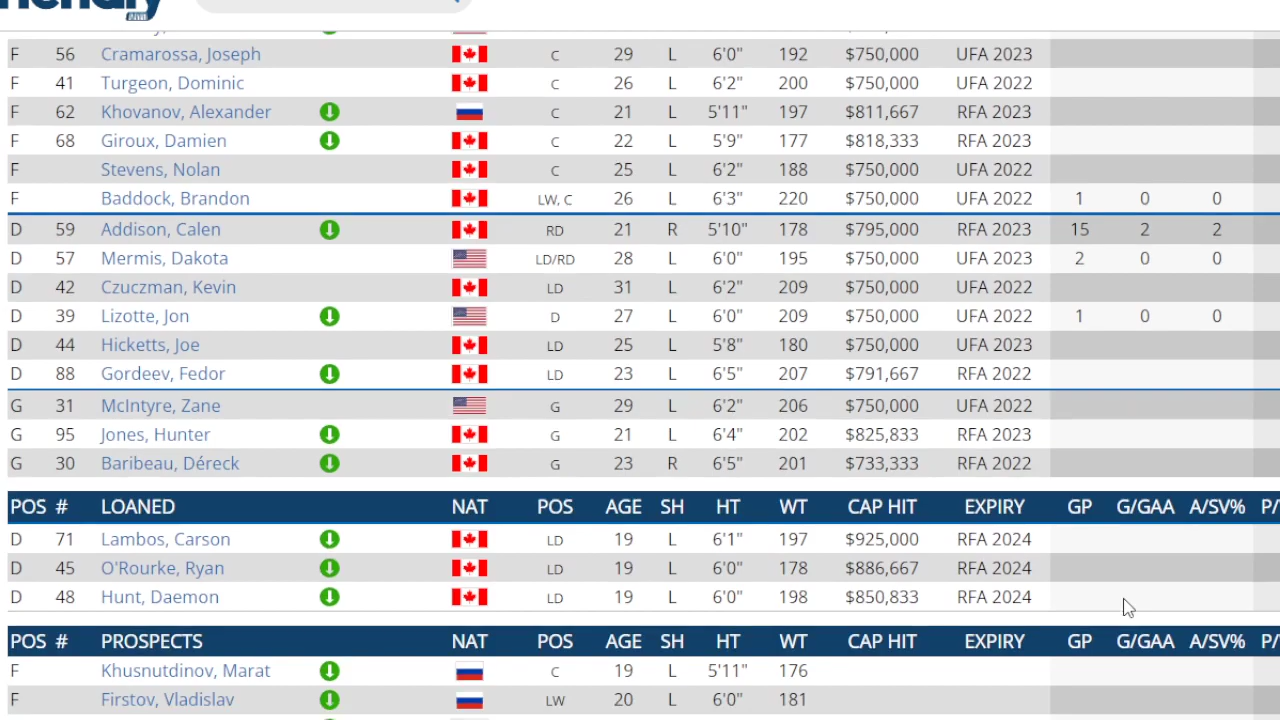 F 56 Cramarossa, Joseph C 29 L 6'0" 192 $750,000 UFA 2023
F 41 Turgeon, Dominic C 26 L 6'2" 200 $750,000 UFA 2022
F 62 Khovanov, Alexander C 21 L 5'11" 197 $811,667 RFA 2023
F 68 Giroux, Damien C 22 L 5'9" 177 $818,333 RFA 2023
F Stevens, Nolan C 25 L 6'2" 188 $750,000 UFA 2022
F Baddock, Brandon LW, C 26 L 6'3" 220 $750,000 UFA 2022 1 0 0
D 59 Addison, Calen RD 21 R 5'10" 178 $795,000 RFA 2023 15 2 2
D 57 Mermis, Dakota LD/RD 28 L 6'0" 195 $750,000 UFA 2023 2 0 0
D 42 Czuczman, Kevin LD 31 L 6'2" 209 $750,000 UFA 2022
D 39 Lizotte, Jon D 27 L 6'0" 209 $750,000 UFA 2022 1 0 0
D 44 Hicketts, Joe LD 25 L 5'8" 180 $750,000 UFA 2023
D 88 Gordeev, Fedor LD 23 L 6'5" 207 $791,667 RFA 2022
G 31 McIntyre, Zane G 29 L 6'2" 206 $750,000 UFA 2022
G 95 Jones, Hunter G 21 L 6'4" 202 $825,833 RFA 2023
G 30 Baribeau, Déreck G 23 R 6'5" 201 $733,333 RFA 2022
POS # LOANED NAT POS AGE SH HT WT CAP HIT EXPIRY GP G/GAA A/SV% P/
D 71 Lambos, Carson LD 19 L 6'1" 197 $925,000 RFA 2024
D 45 O'Rourke, Ryan LD 19 L 6'0" 178 $886,667 RFA 2024
D 48 Hunt, Daemon LD 19 L 6'0" 198 $850,833 RFA 2024
POS # PROSPECTS NAT POS AGE SH HT WT CAP HIT EXPIRY GP G/GAA A/SV% P/
F Khusnutdinov, Marat C 19 L 5'11" 176
F Firstov, Vladislav LW 20 L 6'0" 181